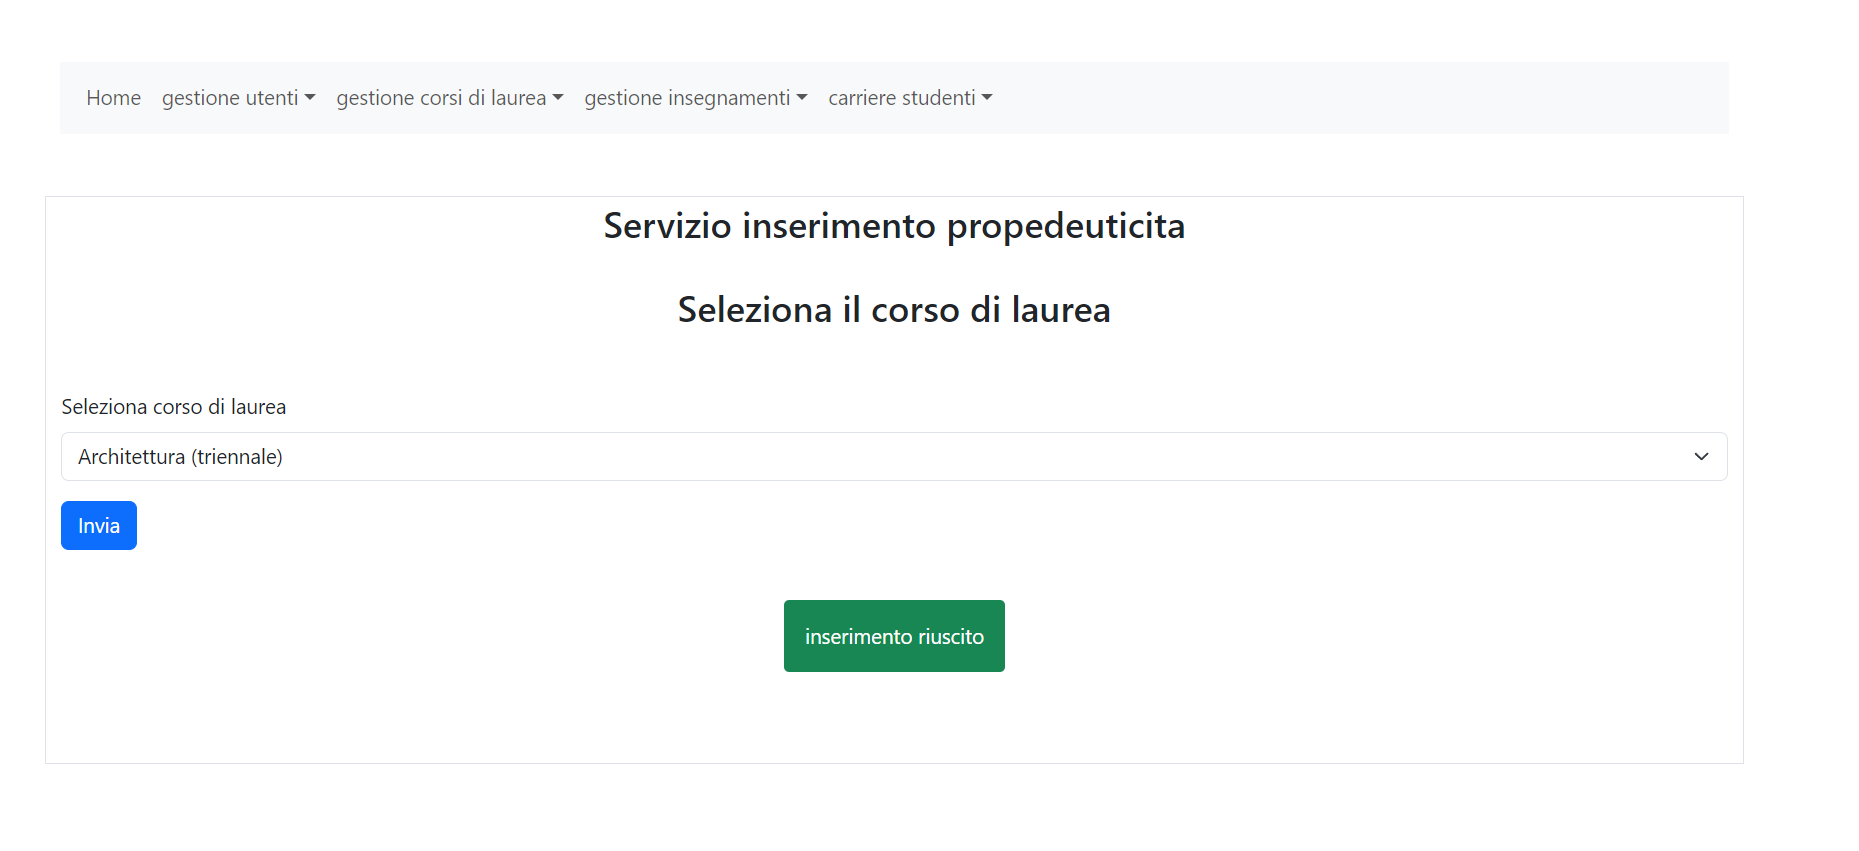 Home gestione utenti gestione corsi di laurea gestione insegnamenti carriere studenti
Servizio inserimento propedeuticita
Seleziona il corso di laurea
Seleziona corso di laurea
Architettura (triennale)
Invia
inserimento riuscito